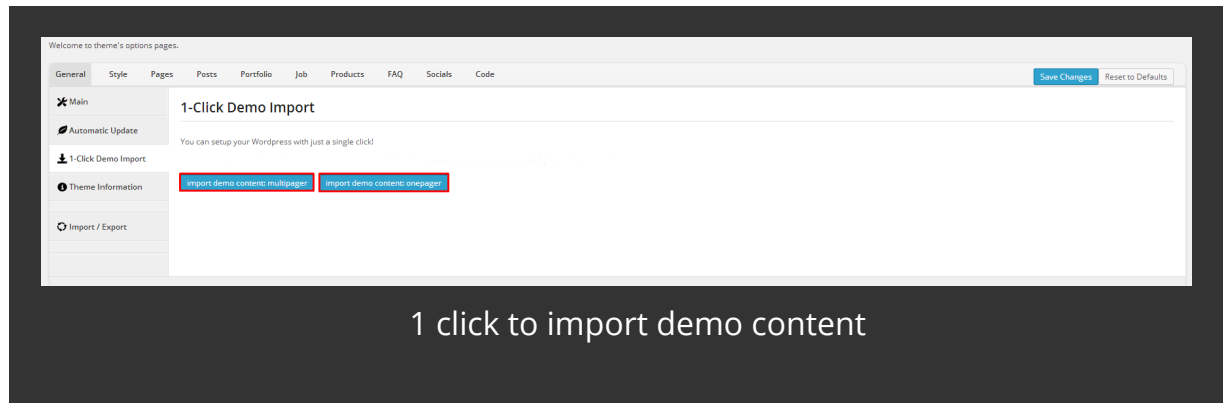 Welcome to theme's options pages.
General Style Pages Posts Portfolio Job Products FAQ Socials Code
Save Changes Reset to Defaults
Main
1-Click Demo Import
Automatic Update
You can setup your Wordpress with just a single click!
1-Click Demo Import
import demo content: multipager import demo content: onepager
Theme Information
Import / Export
1 click to import demo content